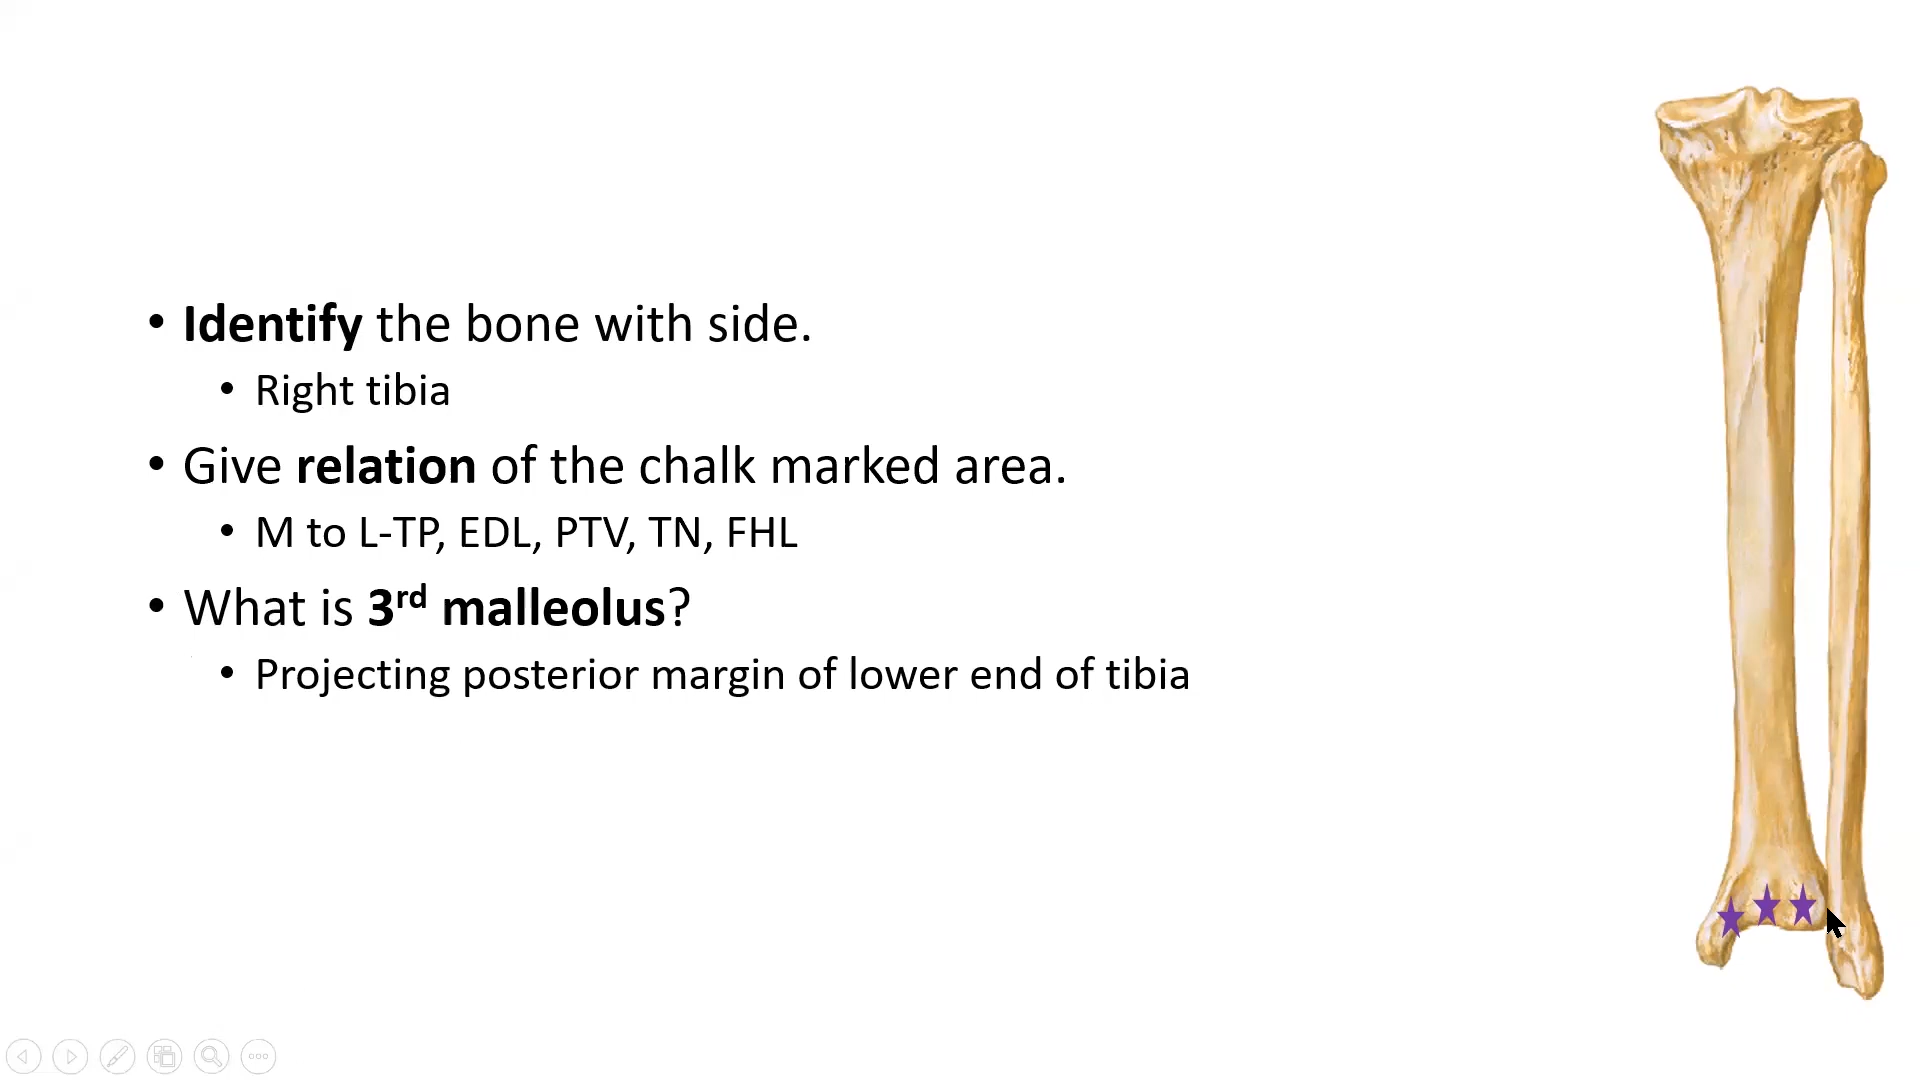 • Identify the bone with side.
• Right tibia
• Give relation of the chalk marked area.
• M to L-TP, EDL, PTV, TN, FHL
• What is 3rd malleolus?
• Projecting posterior margin of lower end of tibia